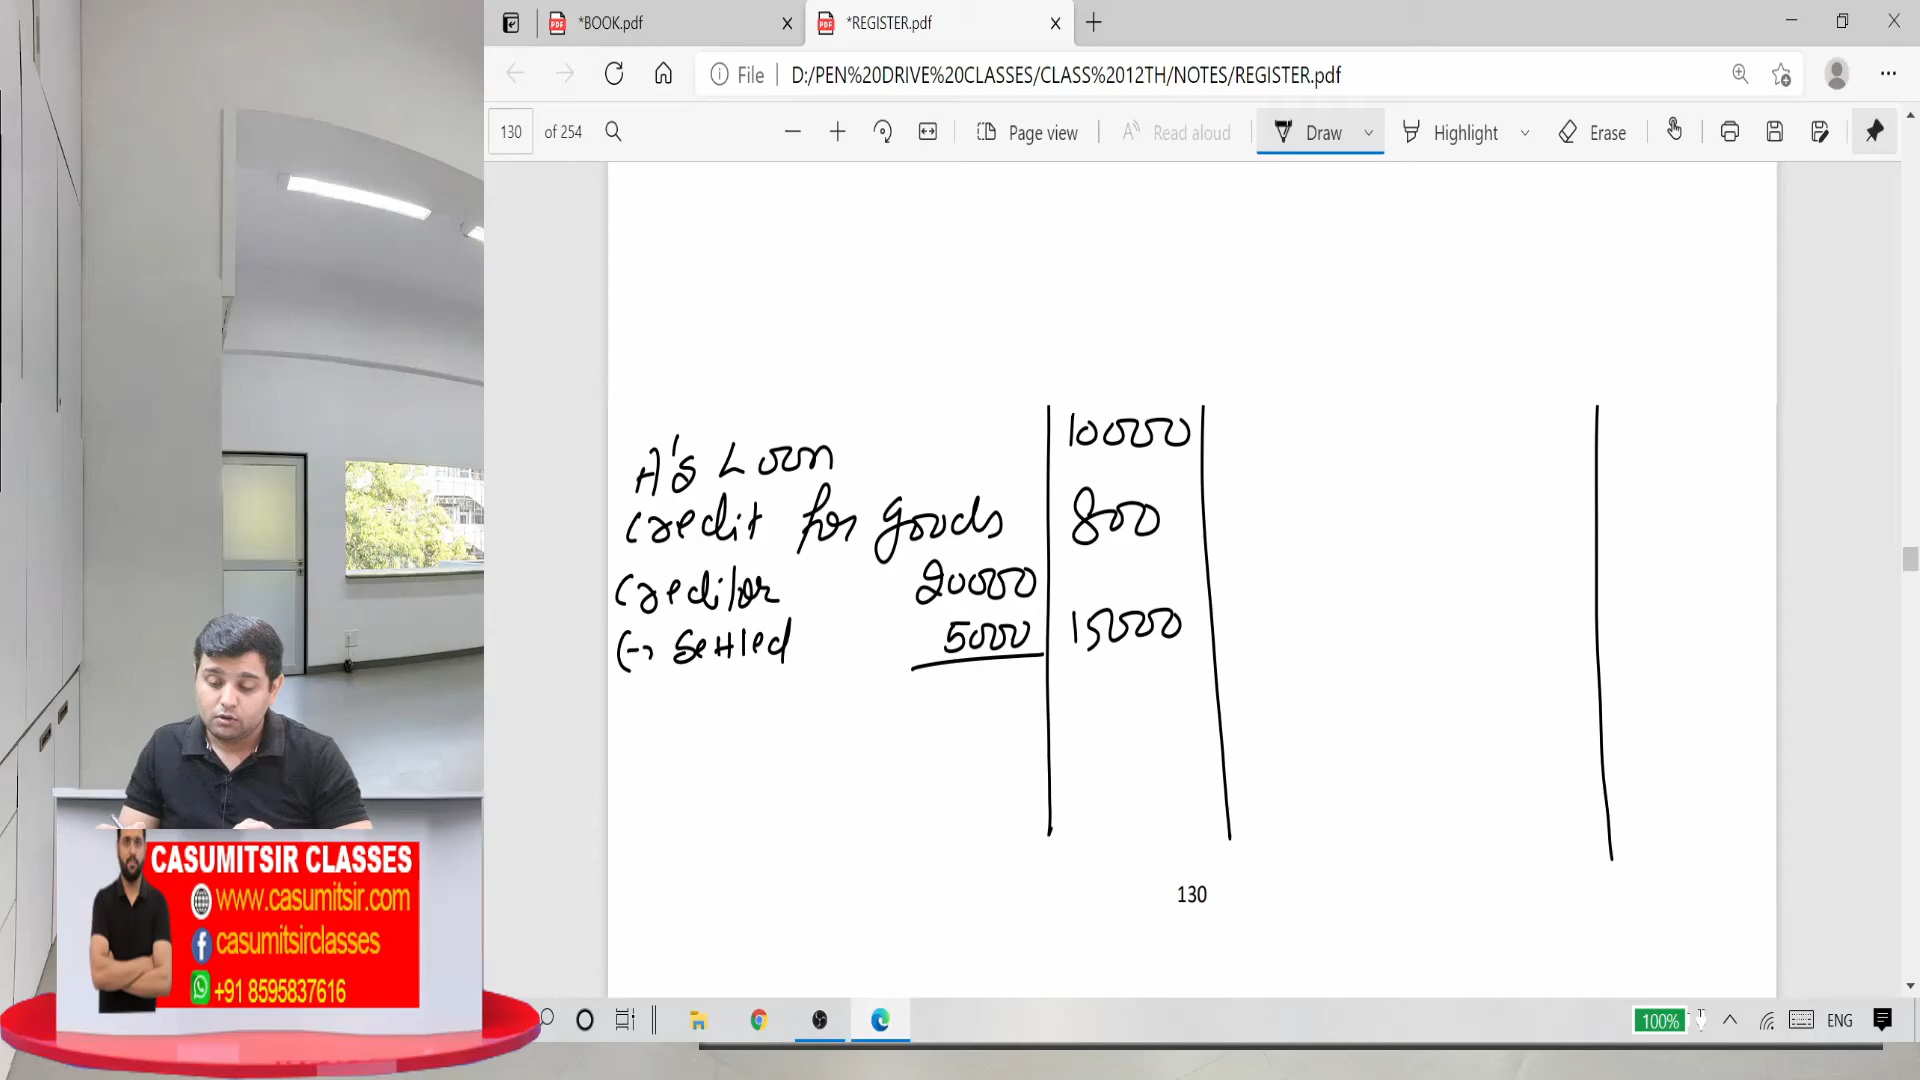 *BOOK.pdf
*REGISTER.pdf
File D:/PEN%20DRIVE%20CLASSES/CLASS%2012TH/NOTES/REGISTER.pdf
130 of 254 Page view Read aloud Draw Highlight Erase
A's Loan 10000
credit for goods 800
creditor 20000
(-) settled 5000 15000
130
CASUMITSIR CLASSES
www.casumitsir.com
casumitsirclasses
+91 8595837616
100% ENG